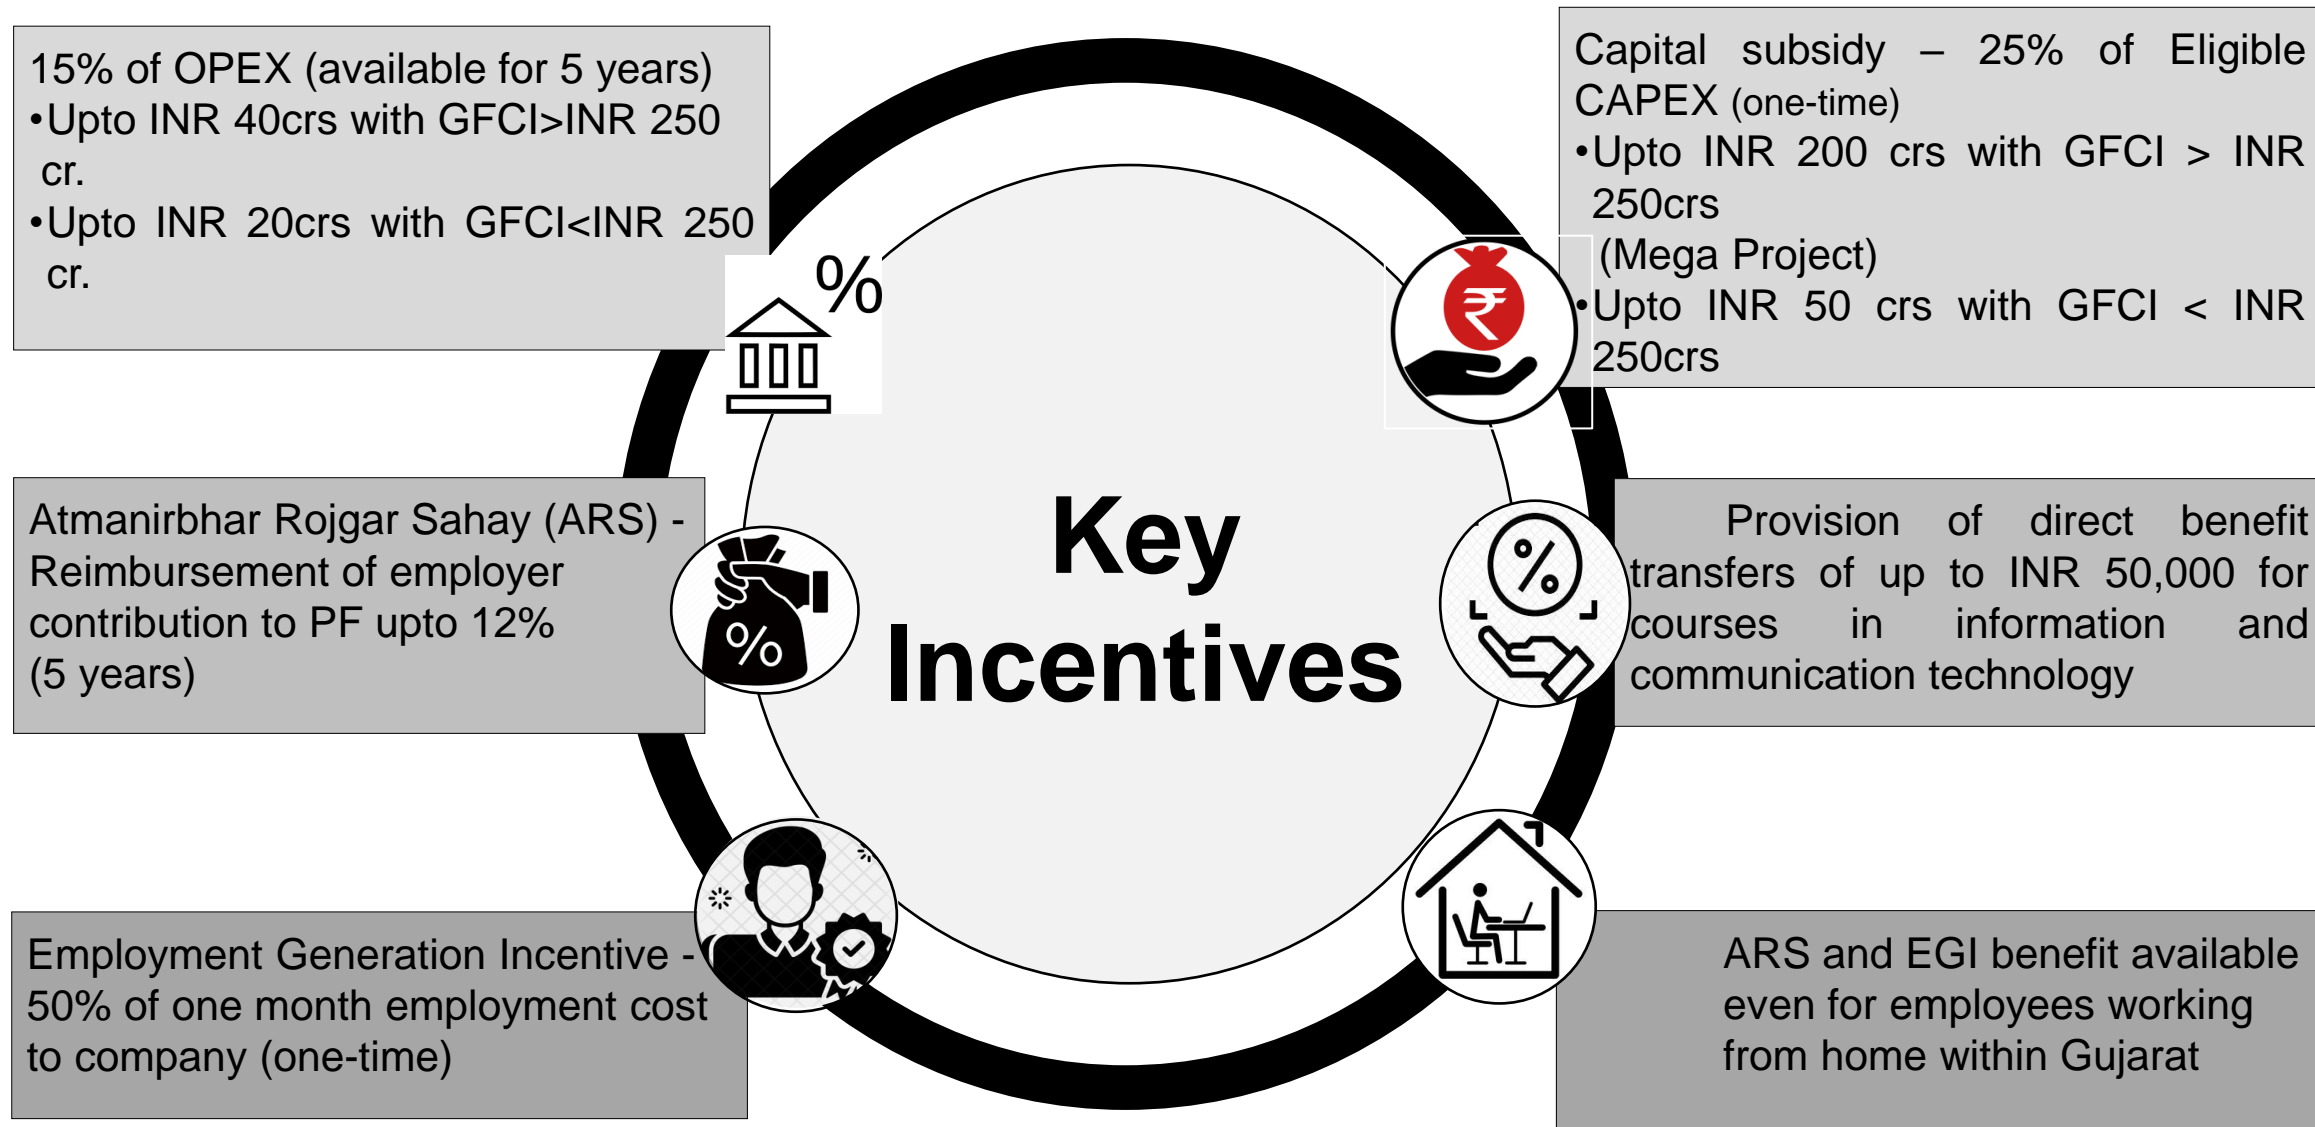 15% of OPEX (available for 5 years)
•Upto INR 40crs with GFCI>INR 250
cr.
•Upto INR 20crs with GFCI<INR 250
cr.
%
Capital subsidy – 25% of Eligible
CAPEX (one-time)
•Upto INR 200 crs with GFCI > INR
250crs
(Mega Project)
•Upto INR 50 crs with GFCI < INR
250crs
₹
Key
Incentives
Atmanirbhar Rojgar Sahay (ARS) -
Reimbursement of employer
contribution to PF upto 12%
(5 years)
%
%
Provision of direct benefit
transfers of up to INR 50,000 for
courses in information and
communication technology
Employment Generation Incentive -
50% of one month employment cost
to company (one-time)
ARS and EGI benefit available
even for employees working
from home within Gujarat